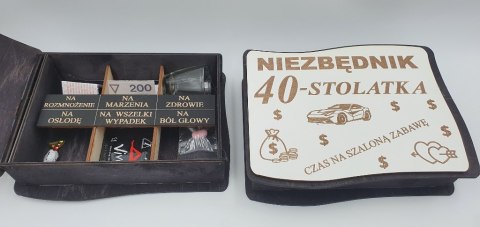 200
NA
ROZMNOŻENIE
NA
MARZENIA
NA
ZDROWIE
NA
OSŁODĘ
NA WSZELKI
WYPADEK
NA
BÓL GŁOWY
NIEZBĘDNIK
40-STOLATKA
$ $
$ $
$ $
$ $
CZAS NA SZALONĄ ZABAWĘ